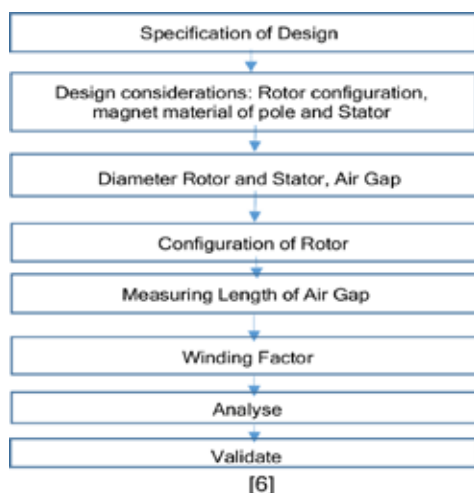 Specification of Design
Design considerations: Rotor configuration,
magnet material of pole and Stator
Diameter Rotor and Stator, Air Gap
Configuration of Rotor
Measuring Length of Air Gap
Winding Factor
Analyse
Validate
[6]